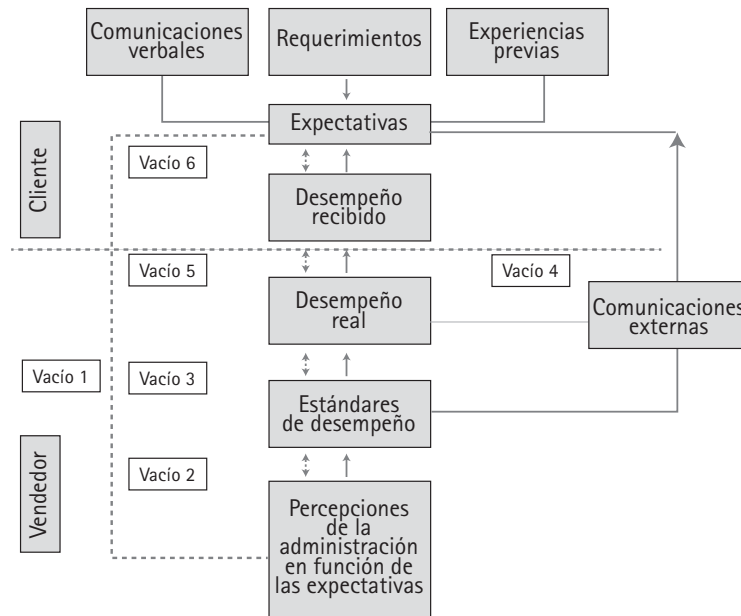 Comunicaciones
verbales
Requerimientos
Experiencias
previas
Expectativas
Cliente
Vacío 6
Desempeño
recibido
Vacío 5
Vacío 4
Desempeño
real
Comunicaciones
externas
Vacío 1
Vacío 3
Estándares
de desempeño
Vendedor
Vacío 2
Percepciones
de la
administración
en función de
las expectativas